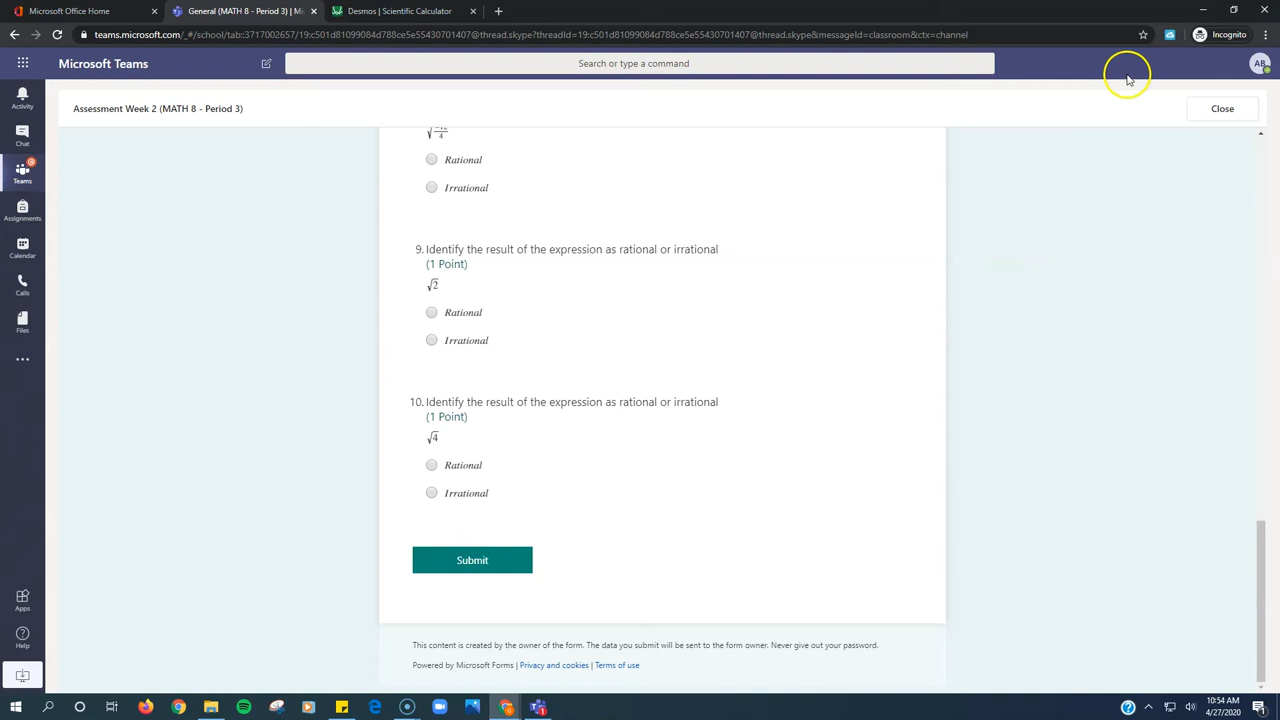 Microsoft Office Home
General (MATH 8 - Period 3) | Mi
Desmos | Scientific Calculator
teams.microsoft.com/_#/school/tab::3717002657/19:c501d8109504d788ce5e55430701f4@thread.skype?threadId=19:c501d8109504d788ce5e55430701f4@thread.skype&messageId=classroom&ctx=channel
Incognito
Microsoft Teams
Search or type a command
AB
Assessment Week 2 (MATH 8 - Period 3)
Close
Activity
Chat
Teams
Assignments
Calendar
Calls
Files
Apps
Help
4
Rational
Irrational
9. Identify the result of the expression as rational or irrational
(1 Point)
√2
Rational
Irrational
10. Identify the result of the expression as rational or irrational
(1 Point)
√4
Rational
Irrational
Submit
This content is created by the owner of the form. The data you submit will be sent to the form owner. Never give out your password.
Powered by Microsoft Forms | Privacy and cookies | Terms of use
10:54 AM
4/27/2020